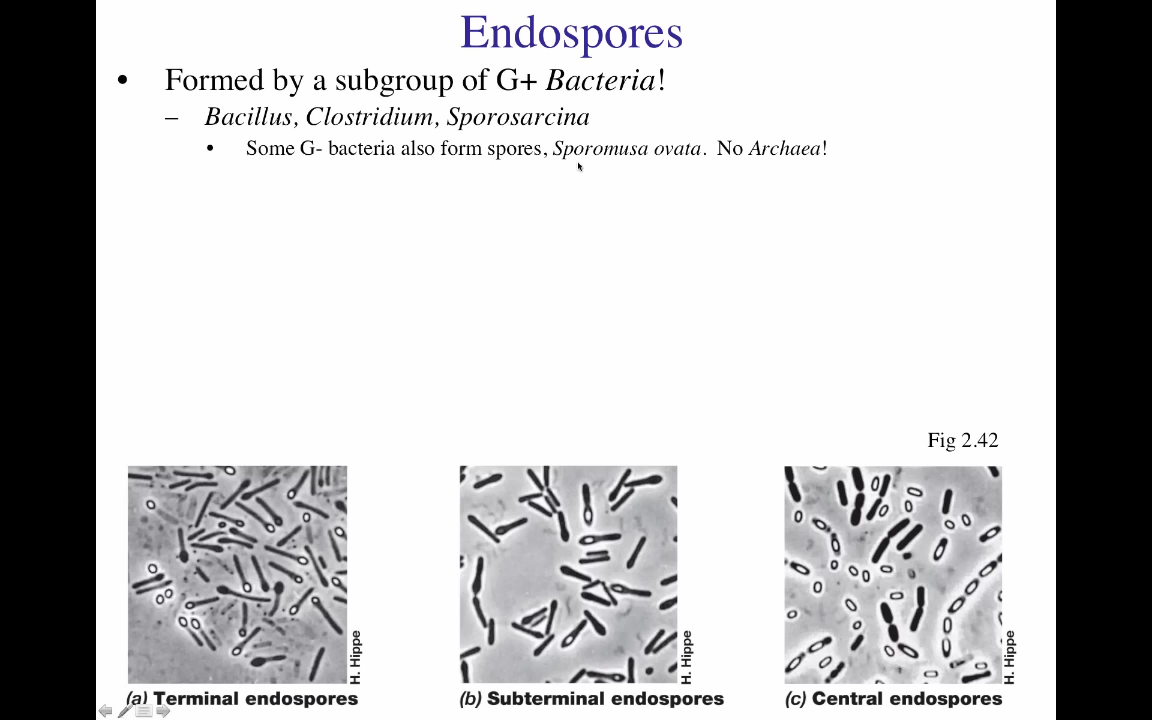 Endospores
• Formed by a subgroup of G+ Bacteria!
– Bacillus, Clostridium, Sporosarcina
• Some G- bacteria also form spores, Sporomusa ovata. No Archaea!
Fig 2.42
H. Hippe
H. Hippe
H. Hippe
(a) Terminal endospores
(b) Subterminal endospores
(c) Central endospores